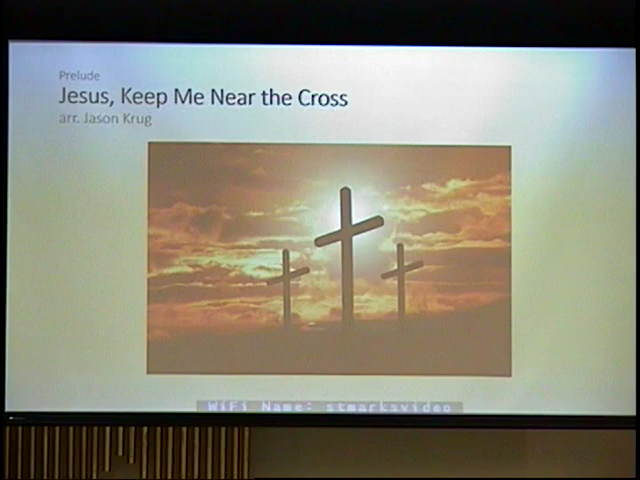 Prelude
Jesus, Keep Me Near the Cross
arr. Jason Krug
WiFi Name: stmarksvideo